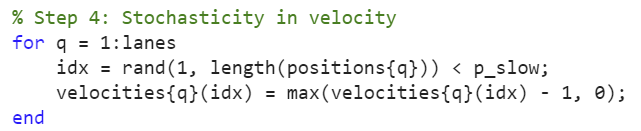 % Step 4: Stochasticity in velocity
for q = 1:lanes
    idx = rand(1, length(positions{q})) < p_slow;
    velocities{q}(idx) = max(velocities{q}(idx) - 1, 0);
end